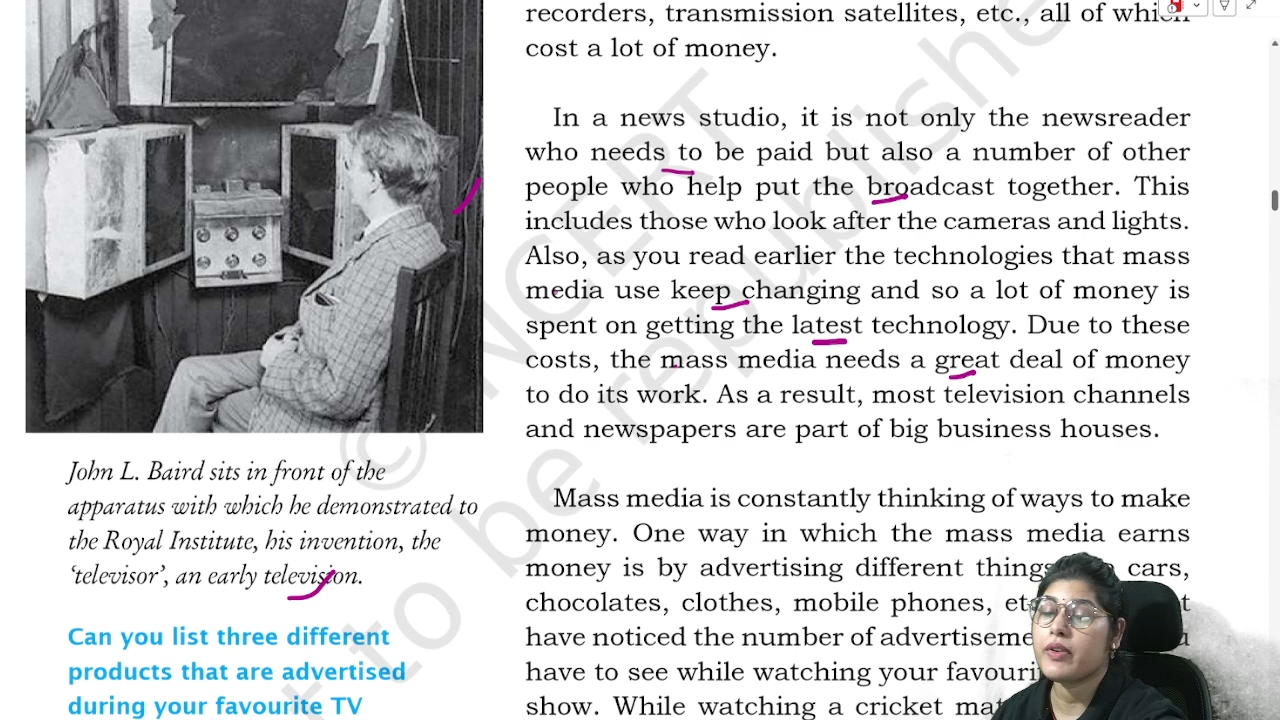 recorders, transmission satellites, etc., all of which
cost a lot of money.
In a news studio, it is not only the newsreader
who needs to be paid but also a number of other
people who help put the broadcast together. This
includes those who look after the cameras and lights.
Also, as you read earlier the technologies that mass
media use keep changing and so a lot of money is
spent on getting the latest technology. Due to these
costs, the mass media needs a great deal of money
to do its work. As a result, most television channels
and newspapers are part of big business houses.
Mass media is constantly thinking of ways to make
money. One way in which the mass media earns
money is by advertising different things cars,
chocolates, clothes, mobile phones,
have noticed the number of
have to see while watching your
show. While watching a cricket
John L. Baird sits in front of the
apparatus with which he demonstrated to
the Royal Institute, his invention, the
‘televisor’, an early television.
Can you list three different
products that are advertised
during your favourite TV
© NCERT
not to be republished